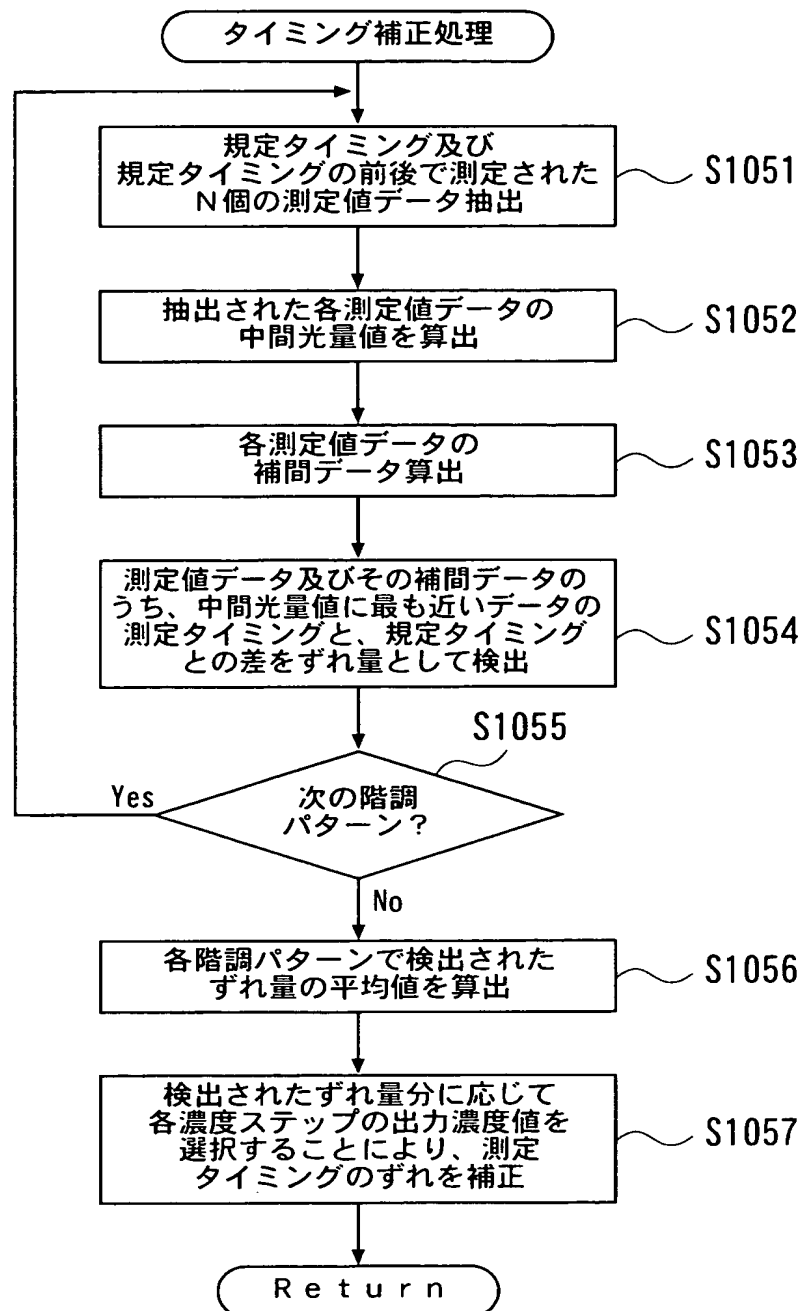 タイミング補正処理
規定タイミング及び
規定タイミングの前後で測定された
N個の測定値データ抽出
S1051
抽出された各測定値データの
中間光量値を算出
S1052
各測定値データの
補間データ算出
S1053
測定値データ及びその補間データの
うち、中間光量値に最も近いデータの
測定タイミングと、規定タイミング
との差をずれ量として検出
S1054
S1055
Yes
次の階調
パターン？
No
各階調パターンで検出された
ずれ量の平均値を算出
S1056
検出されたずれ量分に応じて
各濃度ステップの出力濃度値を
選択することにより、測定
タイミングのずれを補正
S1057
Return